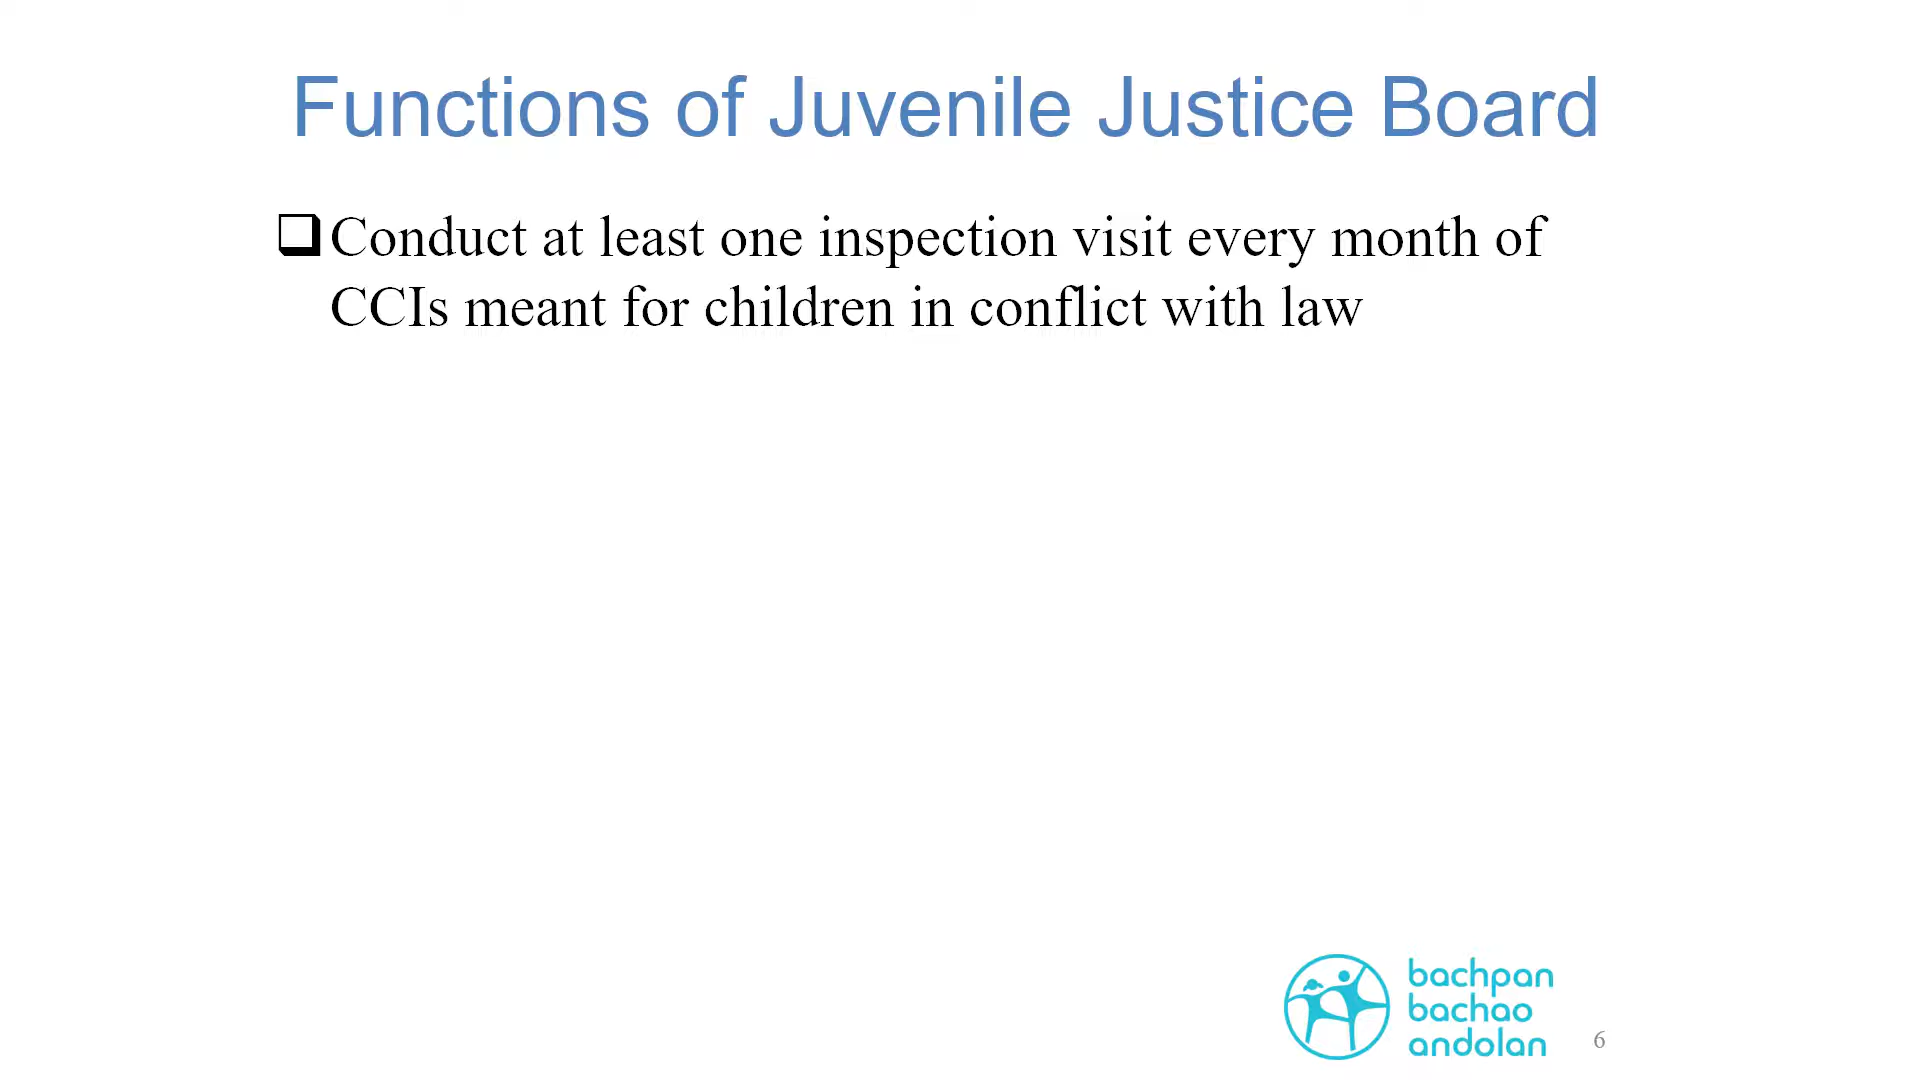 Functions of Juvenile Justice Board
Conduct at least one inspection visit every month of
CCIs meant for children in conflict with law
bachpan
bachao
andolan
6